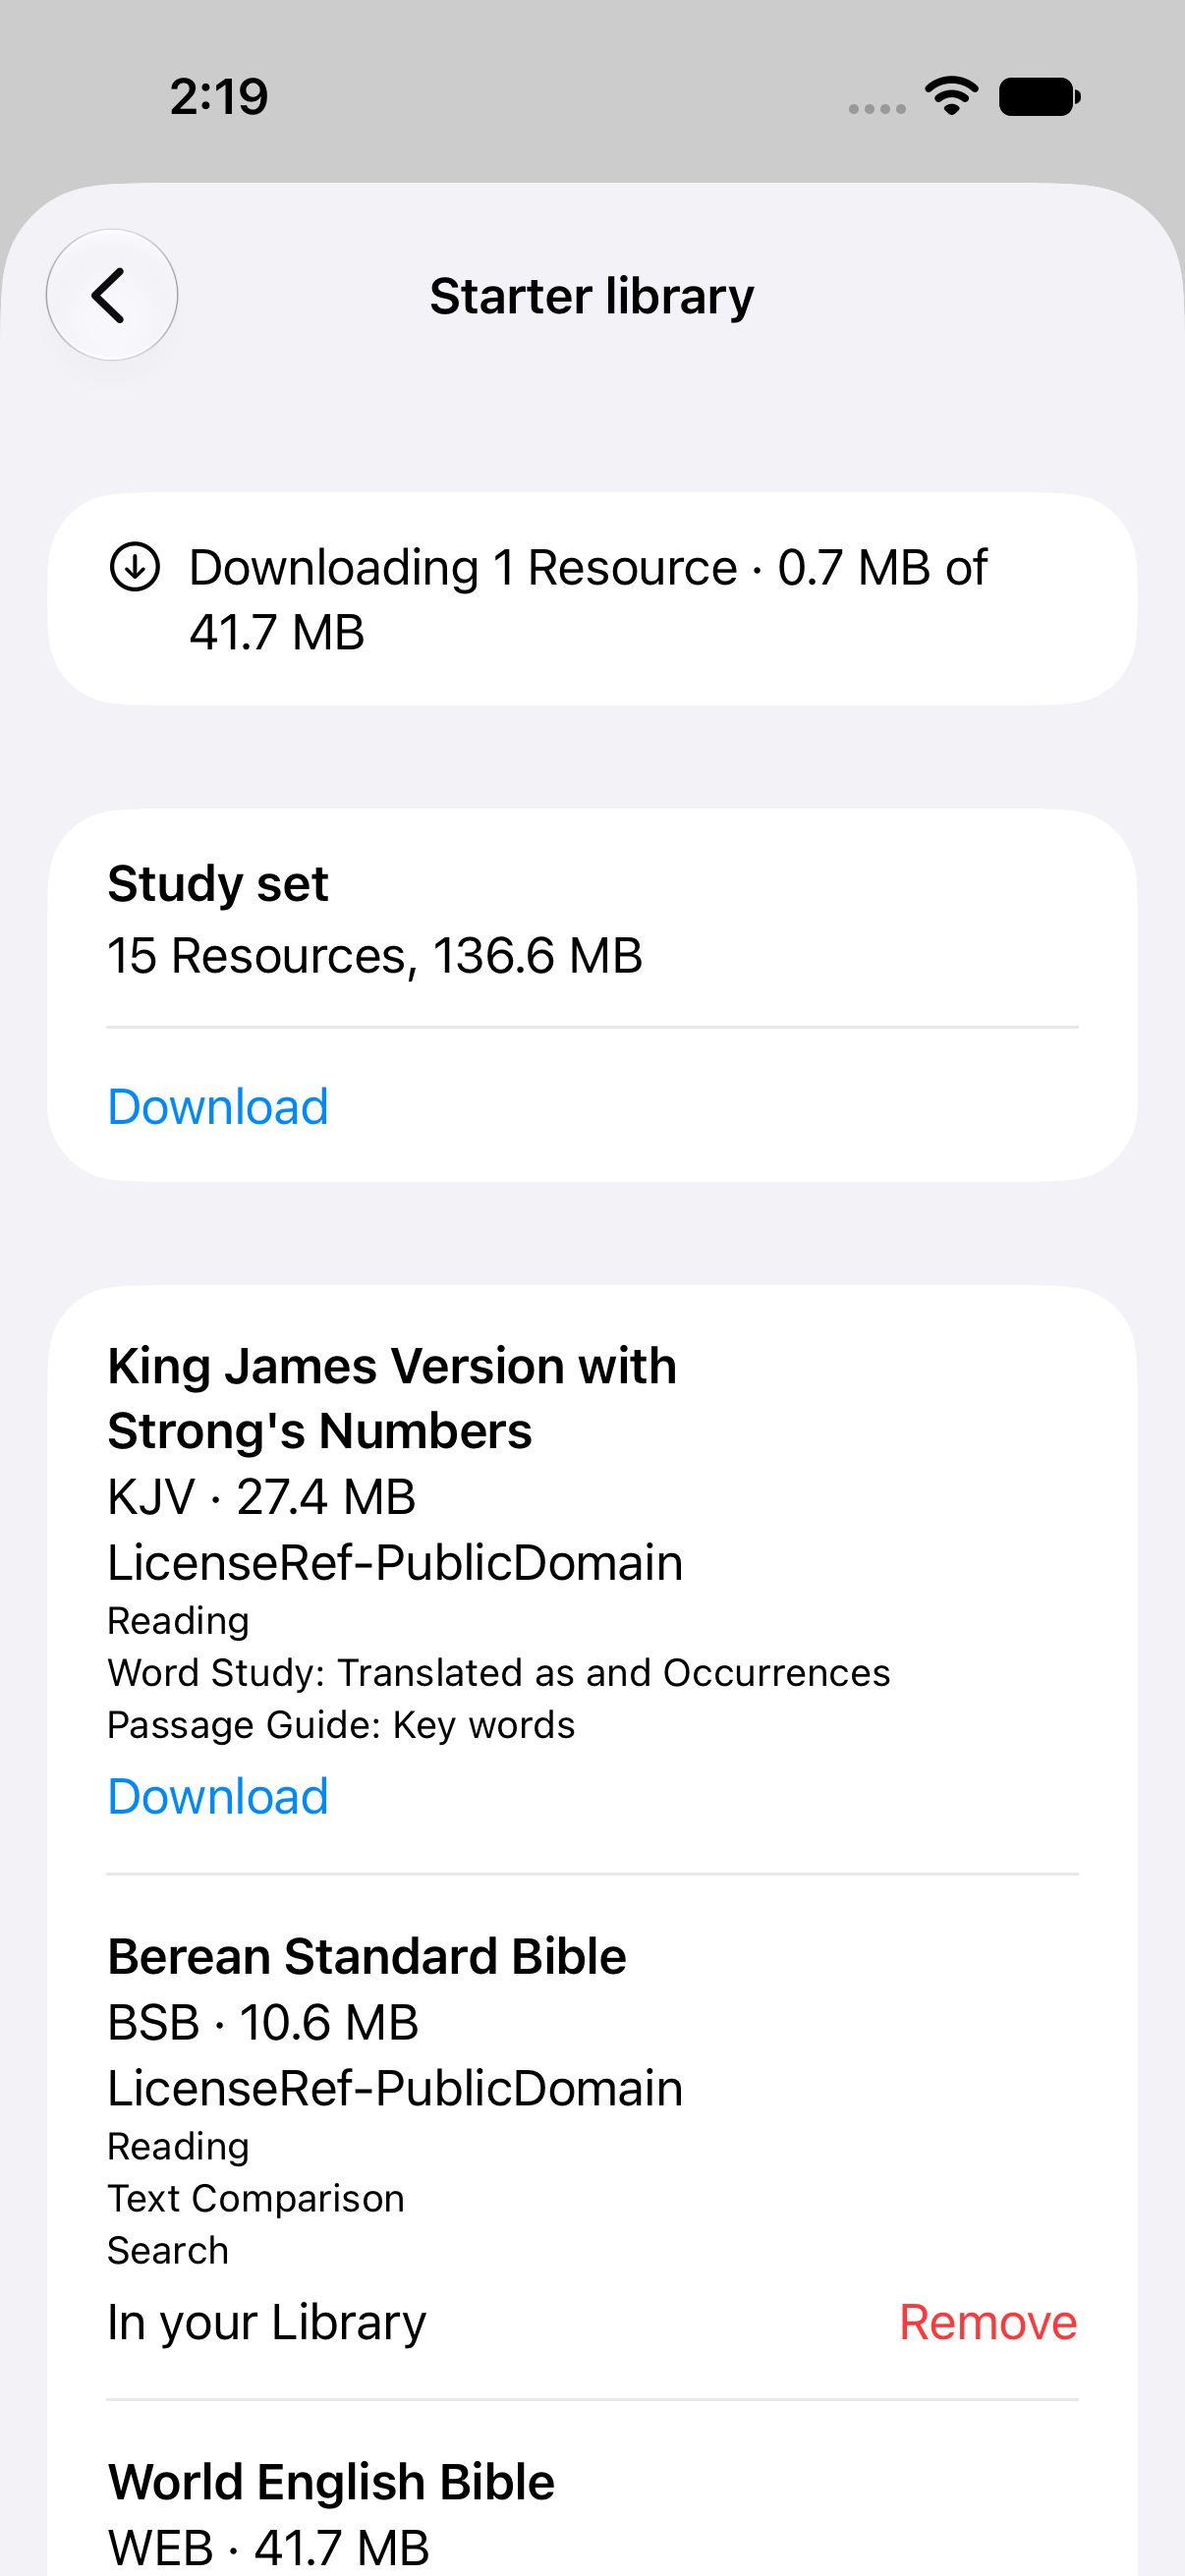 2:19
Starter library
Downloading 1 Resource · 0.7 MB of
41.7 MB
Study set
15 Resources, 136.6 MB
Download
King James Version with
Strong's Numbers
KJV · 27.4 MB
LicenseRef-PublicDomain
Reading
Word Study: Translated as and Occurrences
Passage Guide: Key words
Download
Berean Standard Bible
BSB · 10.6 MB
LicenseRef-PublicDomain
Reading
Text Comparison
Search
In your Library Remove
World English Bible
WEB · 41.7 MB